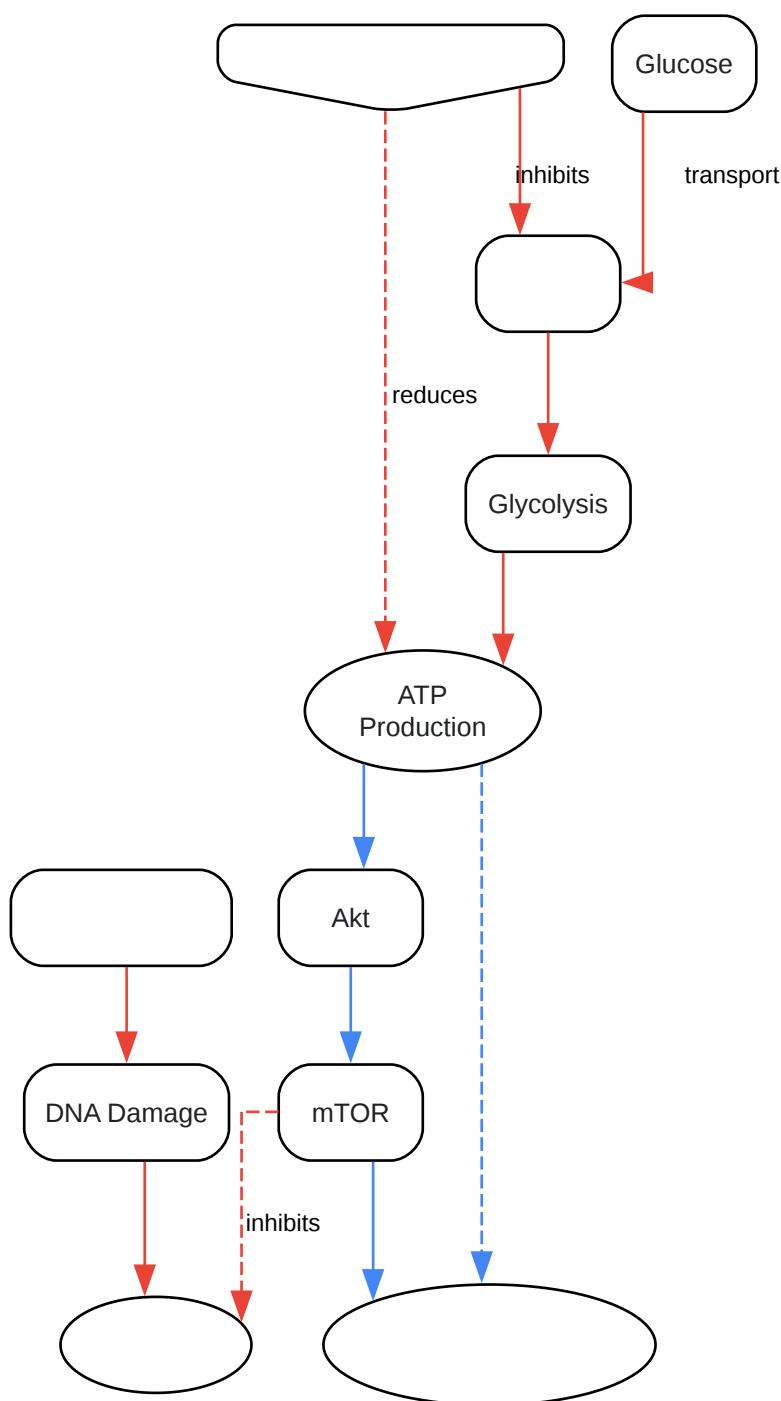 Glucose
inhibits
transport
reduces
Glycolysis
ATP
Production
Akt
DNA Damage
mTOR
inhibits